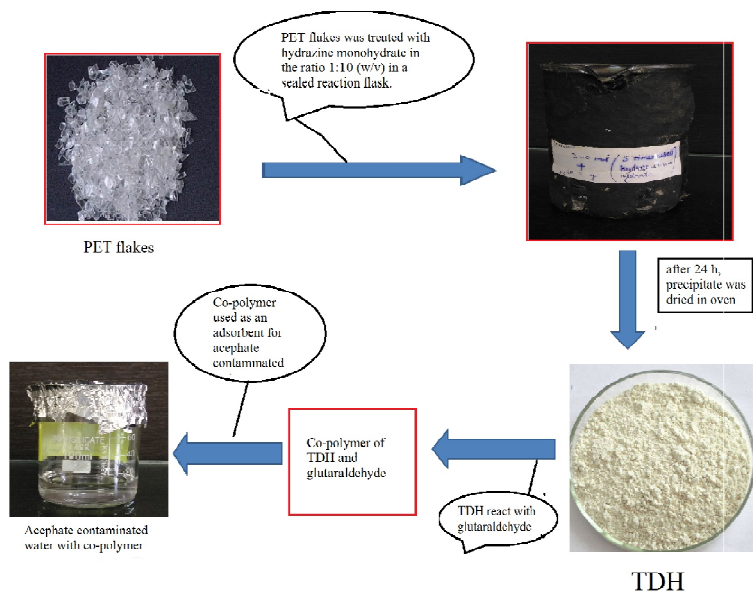 PET flakes was treated with
hydrazine monohydrate in
the ratio 1:10 (w/v) in a
sealed reaction flask.
PET flakes
after 24 h,
precipitate was
dried in oven
TDH
TDH react with
glutaraldehyde
Co-polymer of
TDH and
glutaraldehyde
Co-polymer
used as an
adsorbent for
acephate
contaminated
Acephate contaminated
water with co-polymer